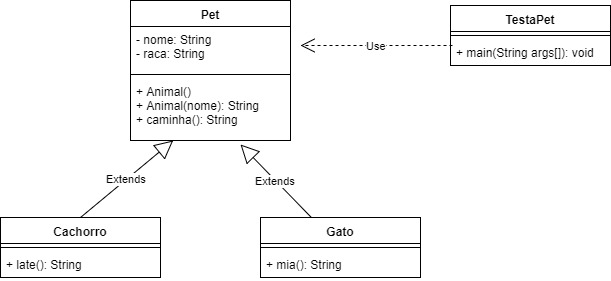 Pet
- nome: String
- raca: String
+ Animal()
+ Animal(nome): String
+ caminha(): String
Use
TestaPet
+ main(String args[]): void
Extends
Extends
Cachorro
+ late(): String
Gato
+ mia(): String